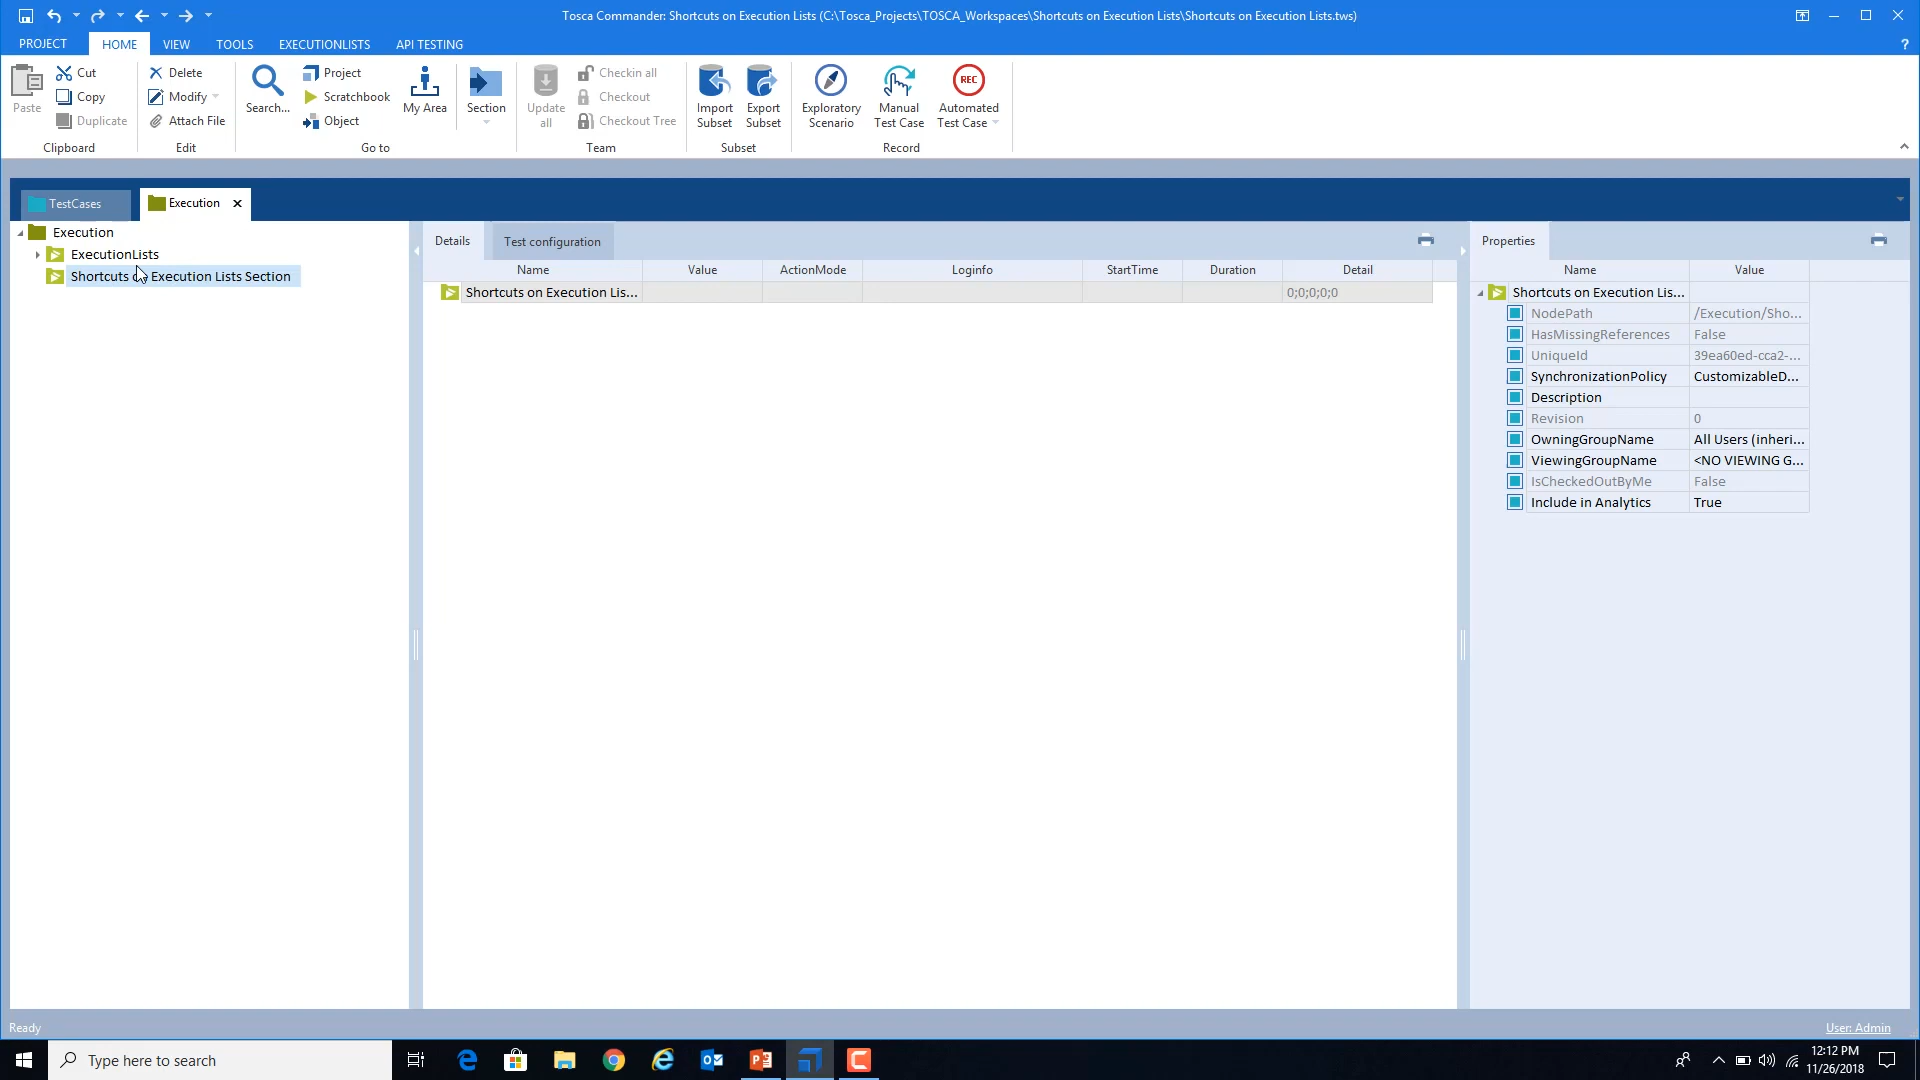 Tosca Commander: Shortcuts on Execution Lists (C:\Tosca_Projects\TOSCA_Workspaces\Shortcuts on Execution Lists\Shortcuts on Execution Lists.tws)
PROJECT HOME VIEW TOOLS EXECUTIONLISTS API TESTING ?
Paste
Cut
Copy
Duplicate
Clipboard
Delete
Modify
Attach File
Edit
Search...
Project
Scratchbook
Object
My Area
Section
Go to
Update
all
Checkin all
Checkout
Checkout Tree
Team
Import
Subset
Export
Subset
Subset
Exploratory
Scenario
Manual
Test Case
REC
Automated
Test Case
Record
TestCases
Execution
Execution
ExecutionLists
Shortcuts on Execution Lists Section
Details Test configuration
Name Value ActionMode Loginfo StartTime Duration Detail
Shortcuts on Execution Lis... 0;0;0;0;0
Properties
Name Value
Shortcuts on Execution Lis...
NodePath /Execution/Sho...
HasMissingReferences False
UniqueId 39ea60ed-cca2-...
SynchronizationPolicy CustomizableD...
Description
Revision 0
OwningGroupName All Users (inheri...
ViewingGroupName <NO VIEWING G...
IsCheckedOutByMe False
Include in Analytics True
Ready
User: Admin
Type here to search
12:12 PM
11/26/2018